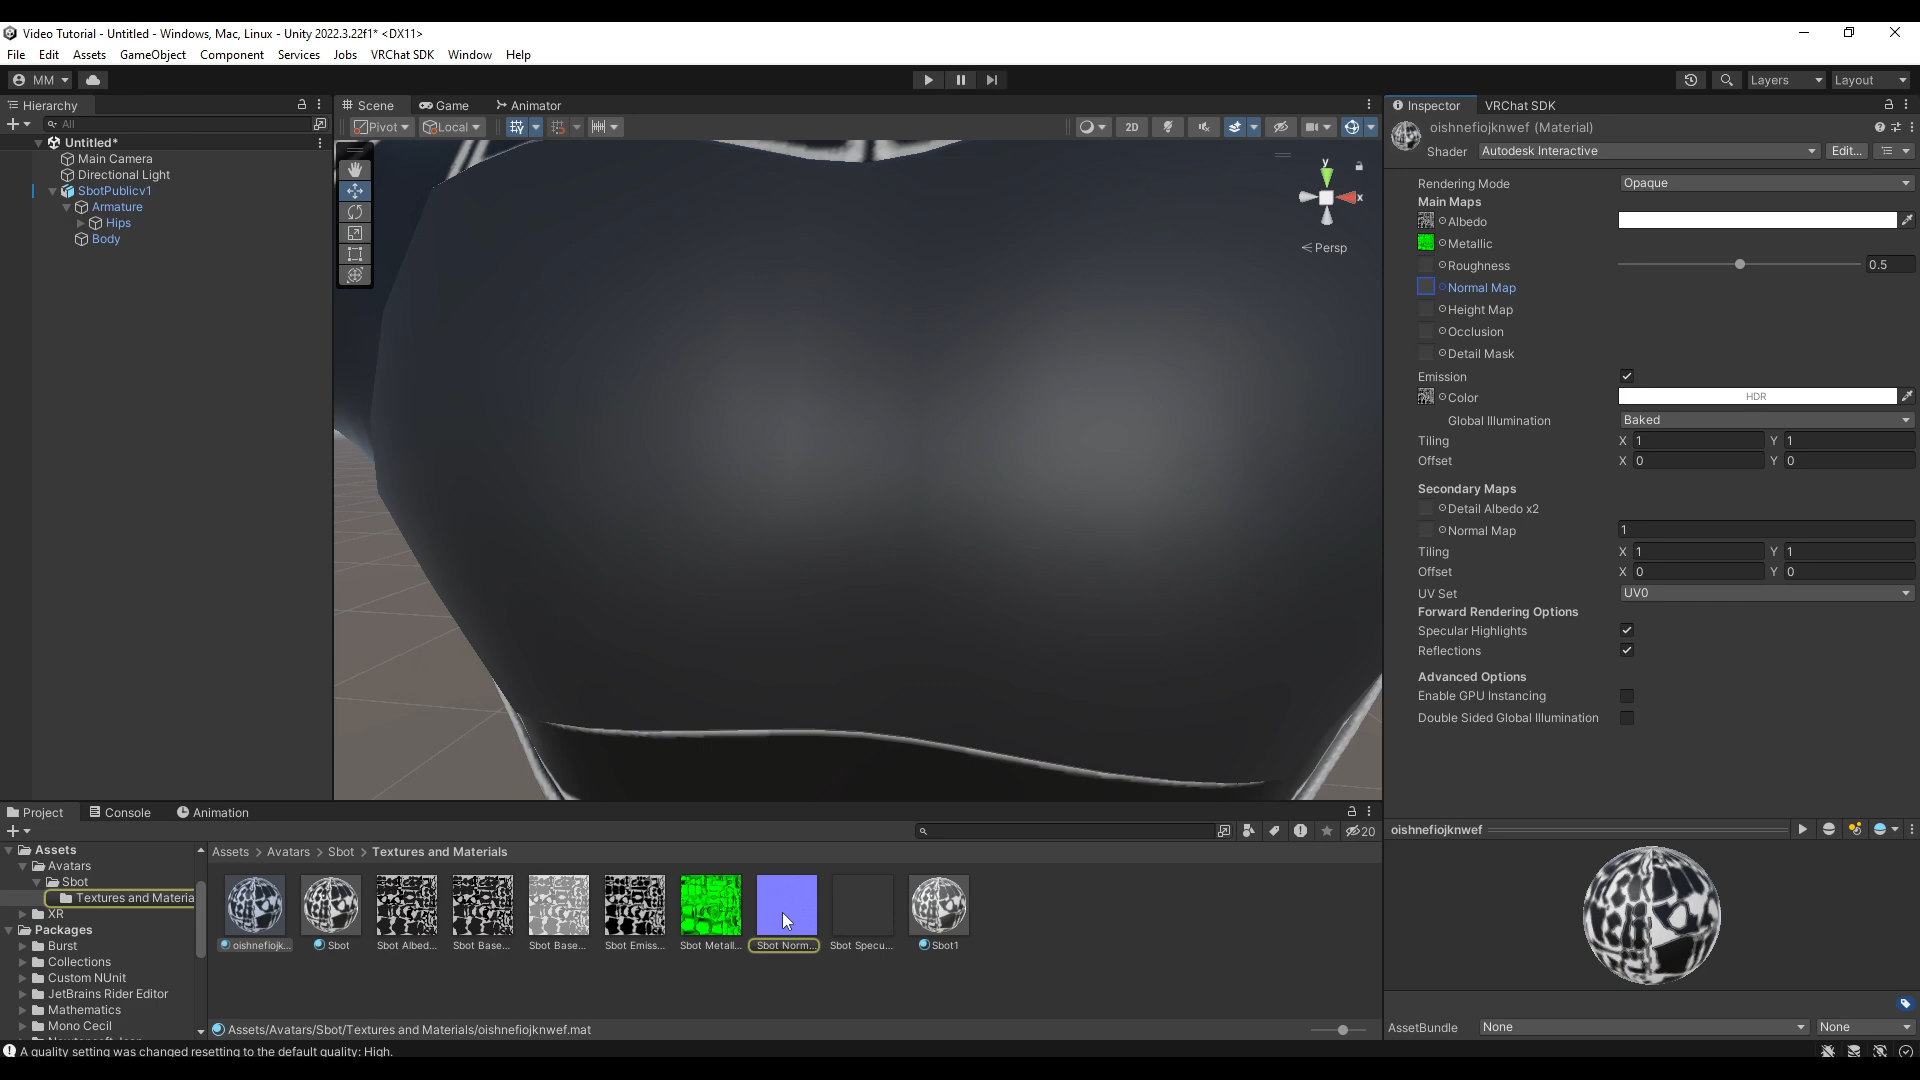 Video Tutorial - Untitled - Windows, Mac, Linux - Unity 2022.3.22f1* <DX11>
File Edit Assets GameObject Component Services Jobs VRChat SDK Window Help
MM Layers Layout
Hierarchy
All
Untitled*
Main Camera
Directional Light
SbotPublicv1
Armature
Hips
Body
Scene Game Animator
Pivot Local 2D
y
x
Persp
Inspector VRChat SDK
oishnefiojknwef (Material)
Shader Autodesk Interactive Edit...
Rendering Mode Opaque
Main Maps
Albedo
Metallic
Roughness 0.5
Normal Map
Height Map
Occlusion
Detail Mask
Emission
Color HDR
Global Illumination Baked
Tiling X 1 Y 1
Offset X 0 Y 0
Secondary Maps
Detail Albedo x2
Normal Map 1
Tiling X 1 Y 1
Offset X 0 Y 0
UV Set UV0
Forward Rendering Options
Specular Highlights
Reflections
Advanced Options
Enable GPU Instancing
Double Sided Global Illumination
oishnefiojknwef
AssetBundle None None
Project Console Animation
20
Assets
Avatars
Sbot
Textures and Materia
XR
Packages
Burst
Collections
Custom NUnit
JetBrains Rider Editor
Mathematics
Mono Cecil
Assets > Avatars > Sbot > Textures and Materials
oishnefiojk... Sbot Sbot Albed... Sbot Base... Sbot Base... Sbot Emiss... Sbot Metall... Sbot Norm... Sbot Specu... Sbot1
Assets/Avatars/Sbot/Textures and Materials/oishnefiojknwef.mat
A quality setting was changed resetting to the default quality: High.